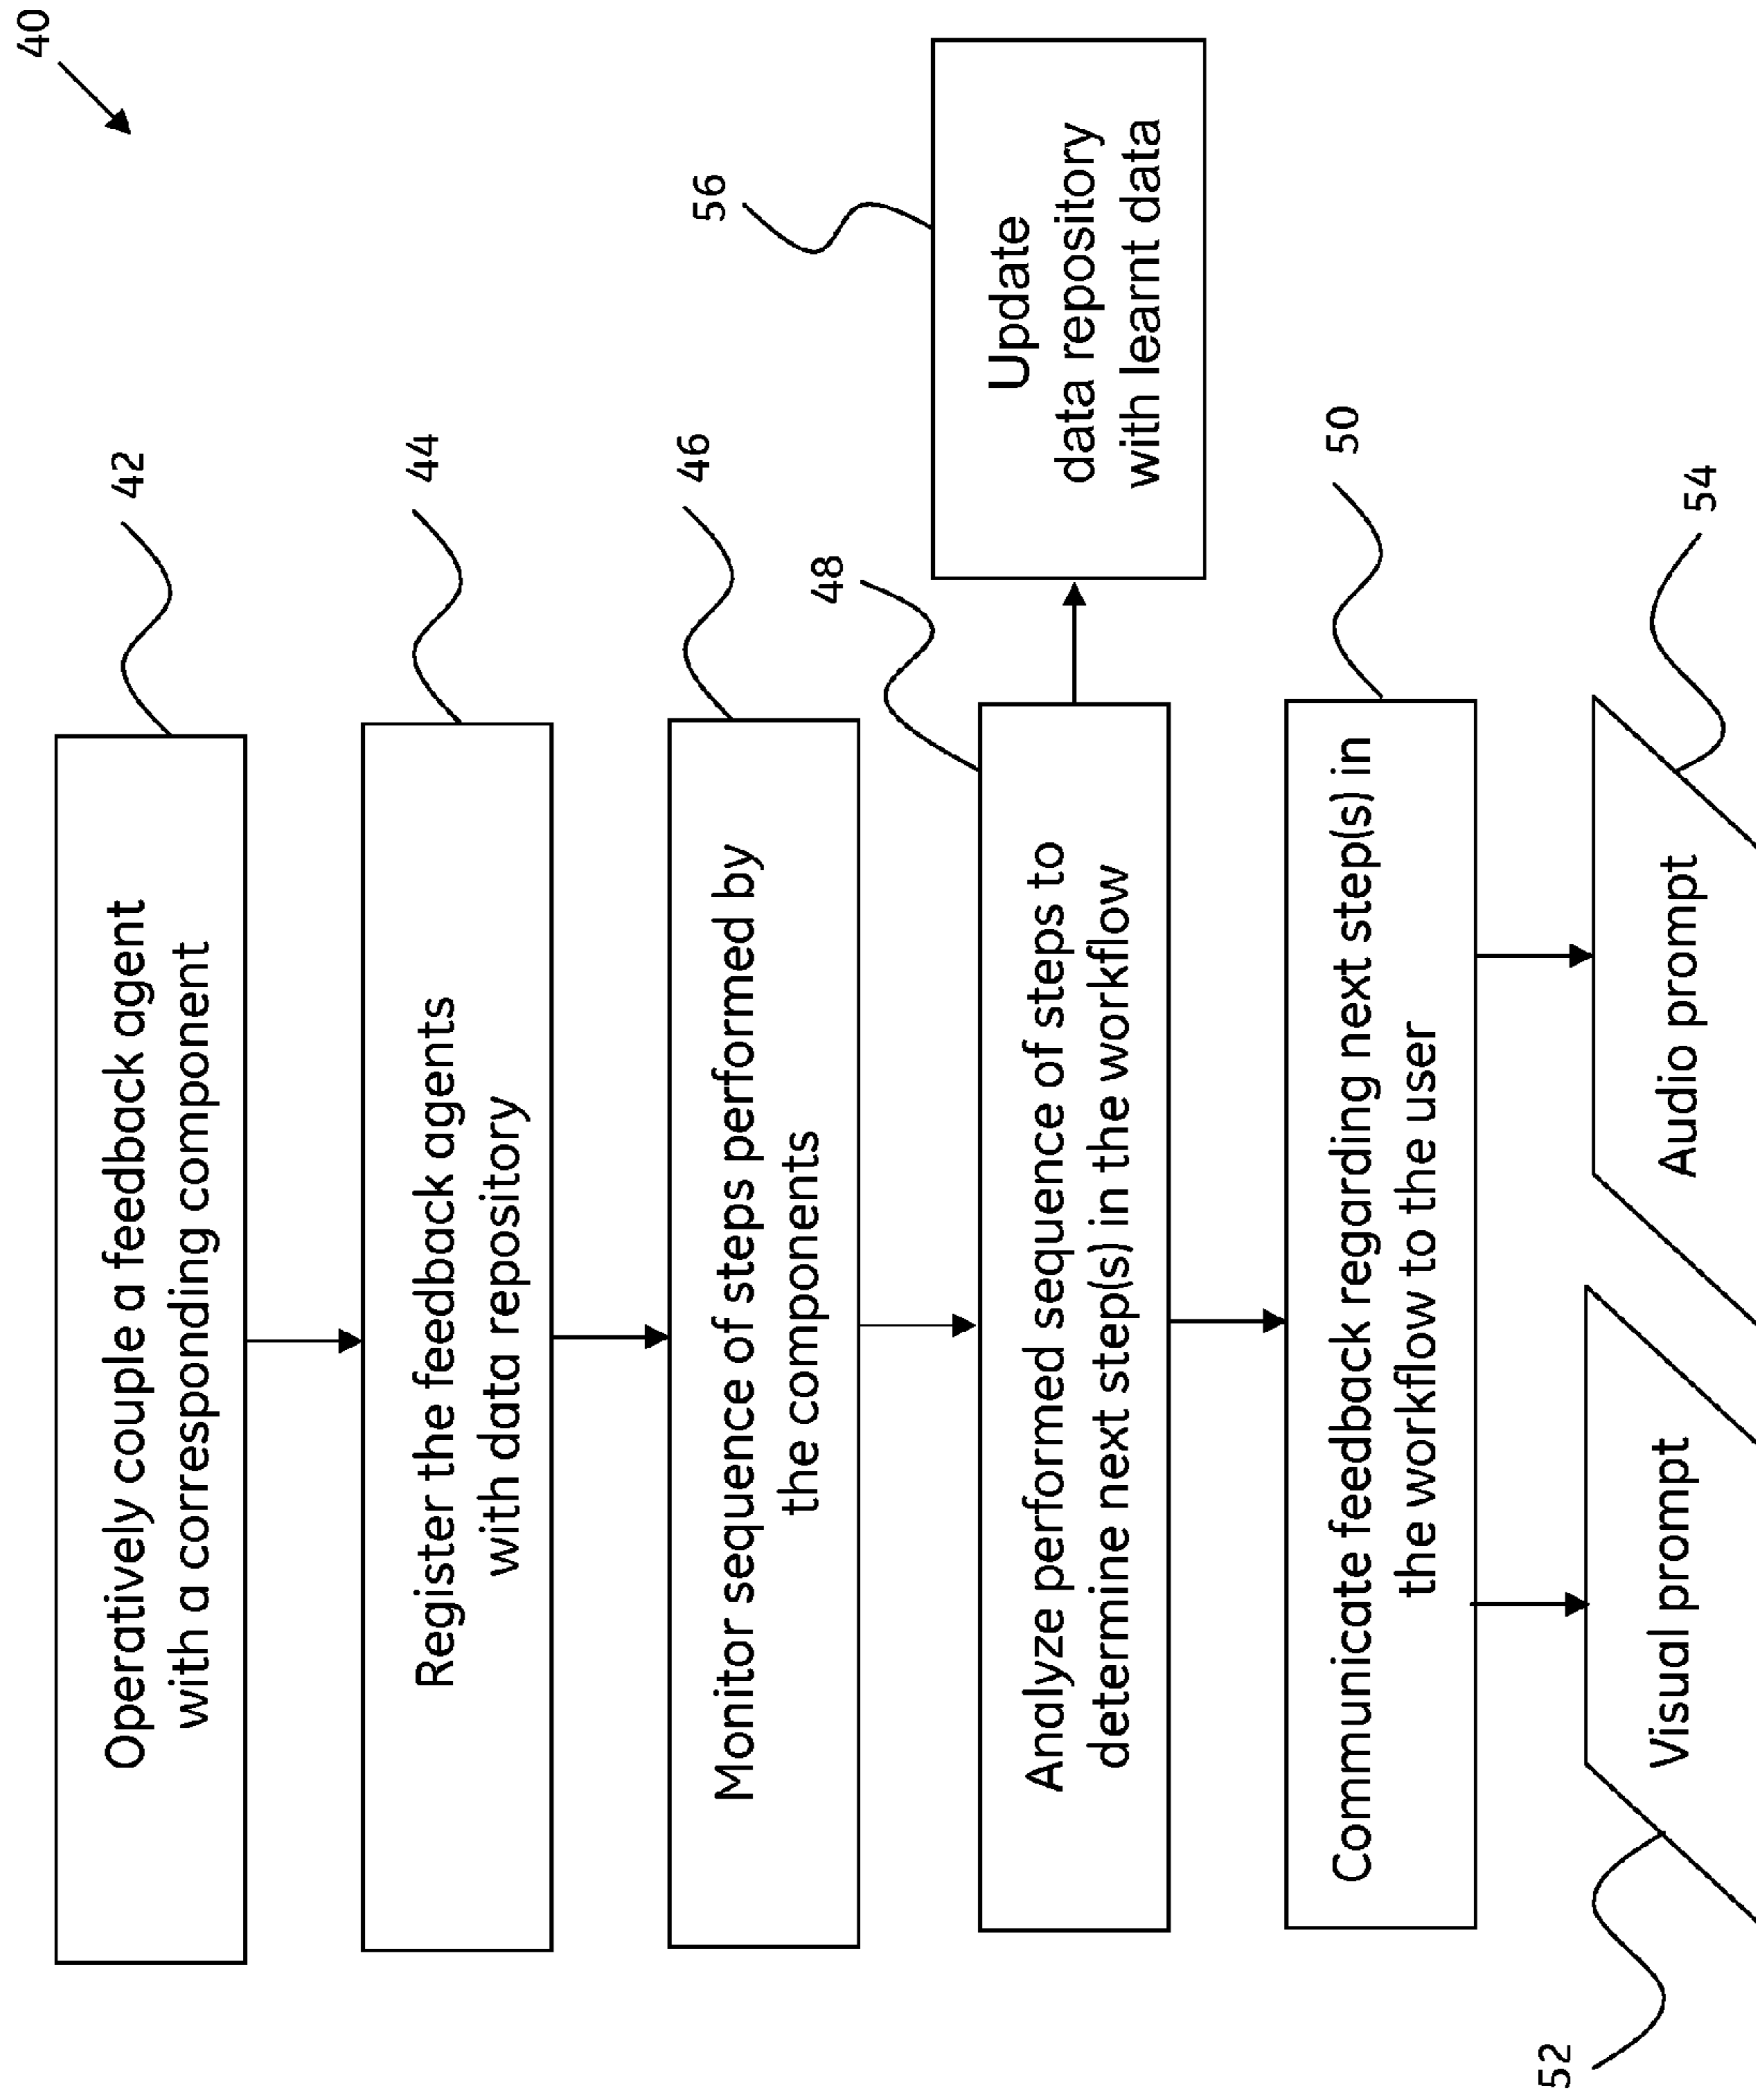 40
Operatively couple a feedback agent
with a corresponding component
42
Register the feedback agents
with data repository
44
Monitor sequence of steps performed by
the components
46
Analyze performed sequence of steps to
determine next step(s) in the workflow
48
Update
data repository
with learnt data
56
Communicate feedback regarding next step(s) in
the workflow to the user
50
Visual prompt
52
Audio prompt
54